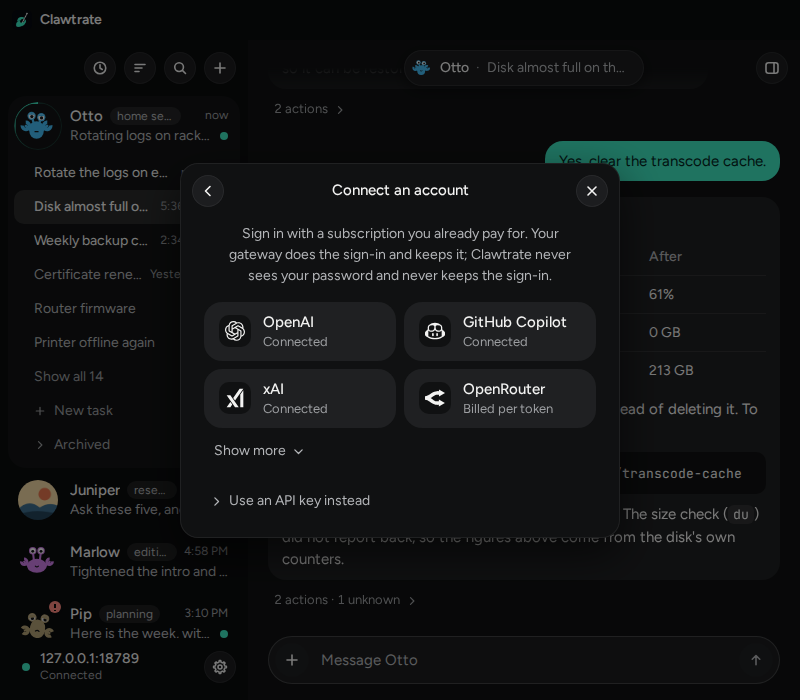 Clawtrate
Otto · Disk almost full on th...
Otto home se... now
Rotating logs on rack...
Rotate the logs on e...
Disk almost full o... 5:36
Weekly backup c... 2:34
Certificate rene... Yeste
Router firmware
Printer offline again
Show all 14
+ New task
Archived
Juniper rese...
Ask these five, an
Marlow editi... 4:58 PM
Tightened the intro and ...
Pip planning 3:10 PM
Here is the week. wit...
127.0.0.1:18789
Connected
2 actions
Yes, clear the transcode cache.
After
61%
0 GB
213 GB
ead of deleting it. To
/transcode-cache
The size check ( du )
did not report back, so the figures above come from the disk's own
counters.
2 actions · 1 unknown
Message Otto
Connect an account
Sign in with a subscription you already pay for. Your
gateway does the sign-in and keeps it; Clawtrate never
sees your password and never keeps the sign-in.
OpenAI
Connected
GitHub Copilot
Connected
xAI
Connected
OpenRouter
Billed per token
Show more
Use an API key instead